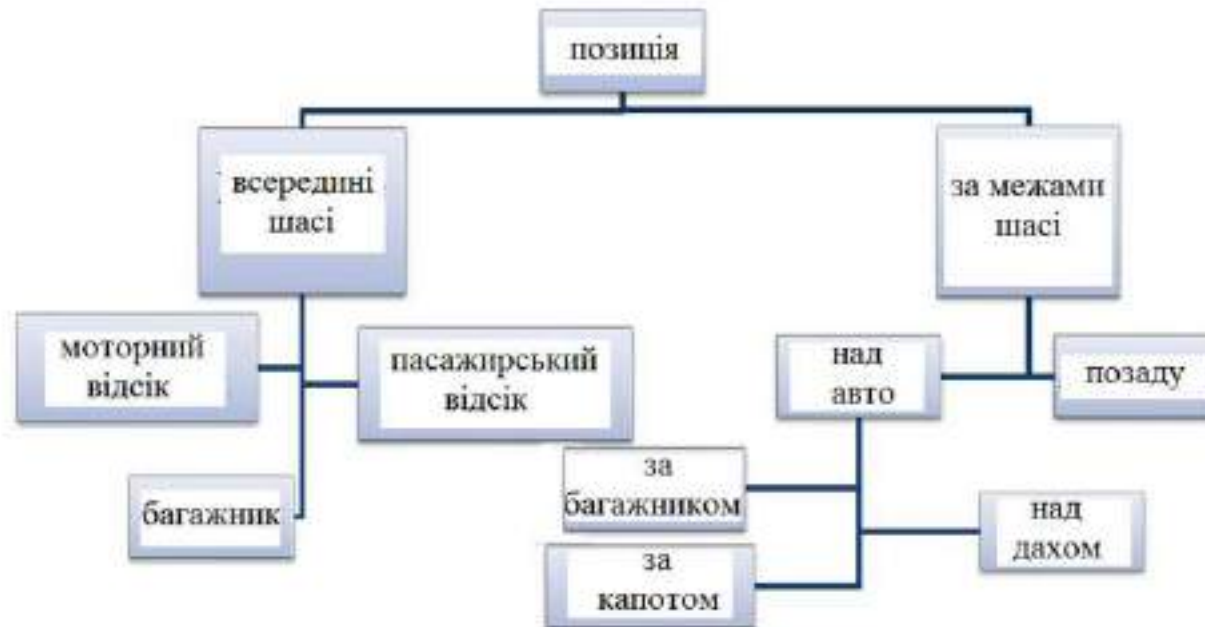 позиція
всередині
шасі
за межами
шасі
моторний
відсік
пасажирський
відсік
над
авто
позаду
багажник
за
багажником
над
дахом
за
капотом